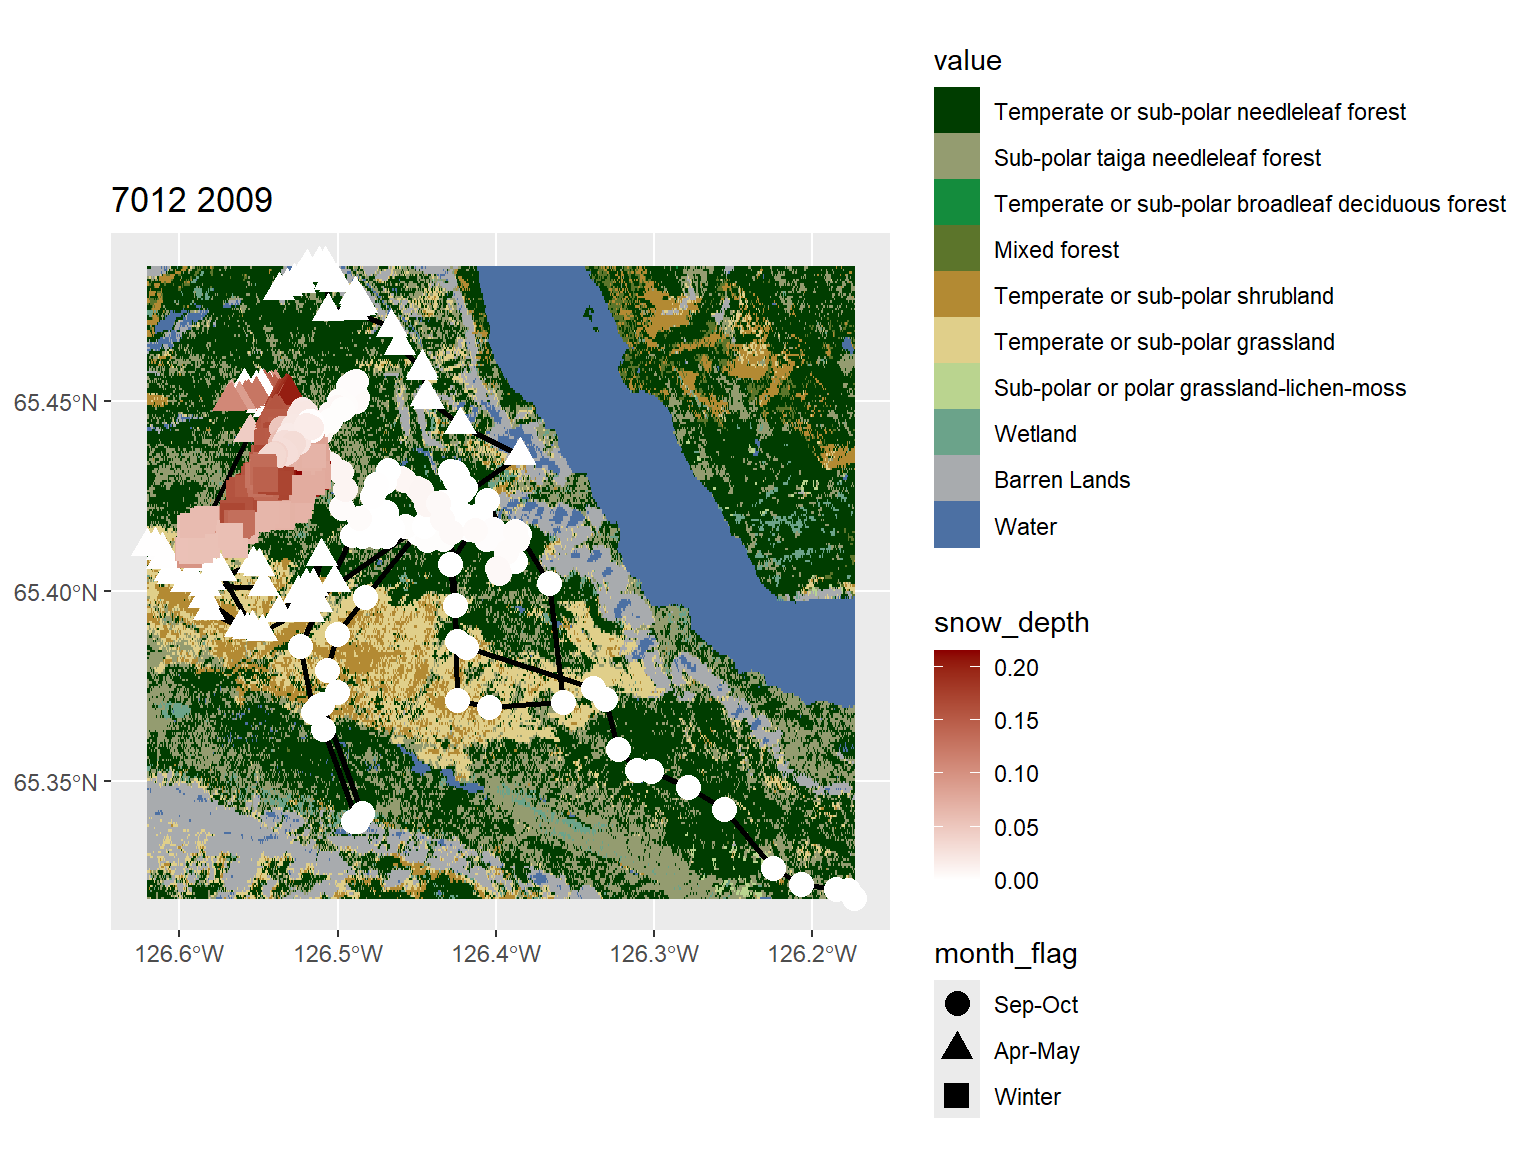 7012 2009
65.45°N
65.40°N
65.35°N
126.6°W
126.5°W
126.4°W
126.3°W
126.2°W
value
Temperate or sub-polar needleleaf forest
Sub-polar taiga needleleaf forest
Temperate or sub-polar broadleaf deciduous forest
Mixed forest
Temperate or sub-polar shrubland
Temperate or sub-polar grassland
Sub-polar or polar grassland-lichen-moss
Wetland
Barren Lands
Water
snow_depth
0.20
0.15
0.10
0.05
0.00
month_flag
Sep-Oct
Apr-May
Winter